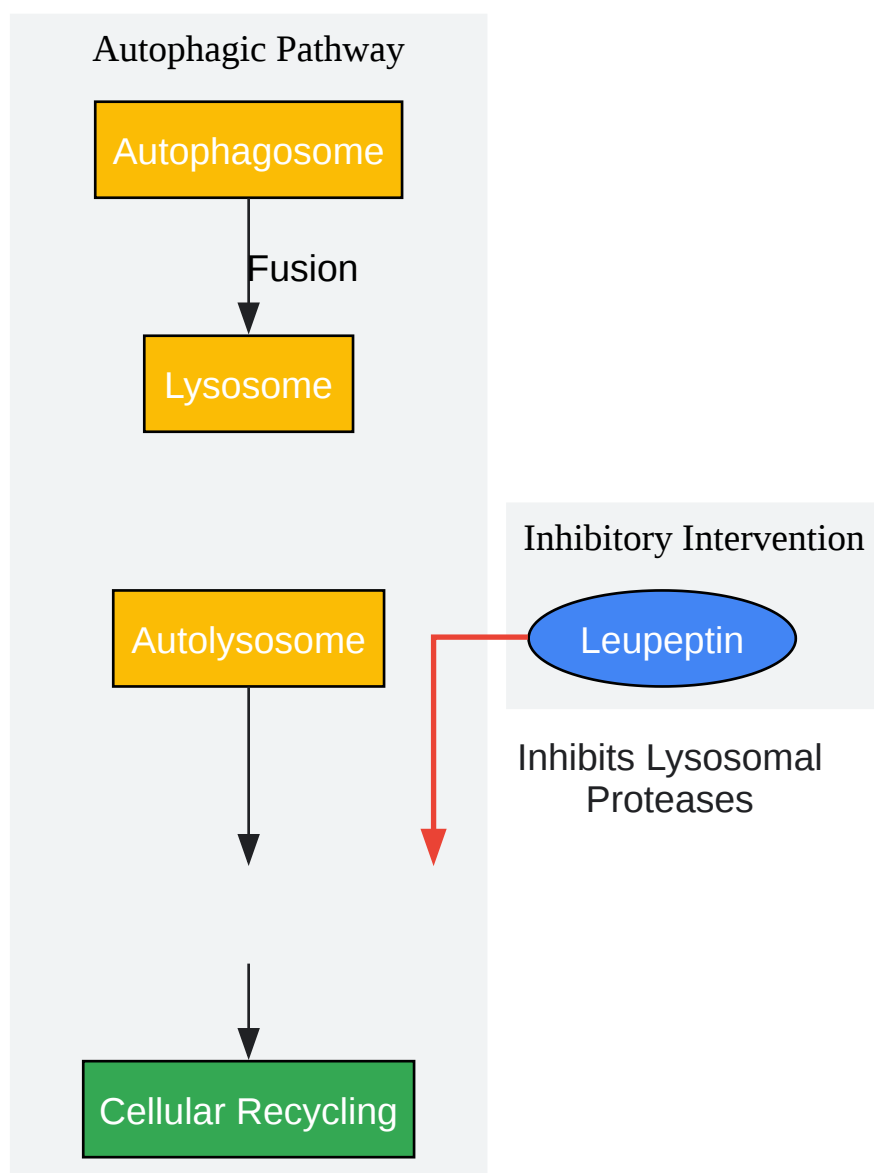 Autophagic Pathway
Autophagosome
Fusion
Lysosome
Inhibitory Intervention
Autolysosome
Leupeptin
Inhibits Lysosomal
Proteases
Cellular Recycling